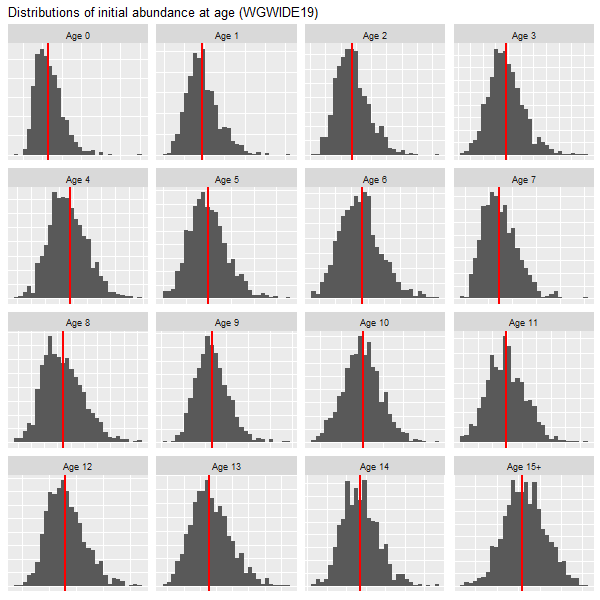 Distributions of initial abundance at age (WGWIDE19)
Age 0
Age 1
Age 2
Age 3
Age 4
Age 5
Age 6
Age 7
Age 8
Age 9
Age 10
Age 11
Age 12
Age 13
Age 14
Age 15+